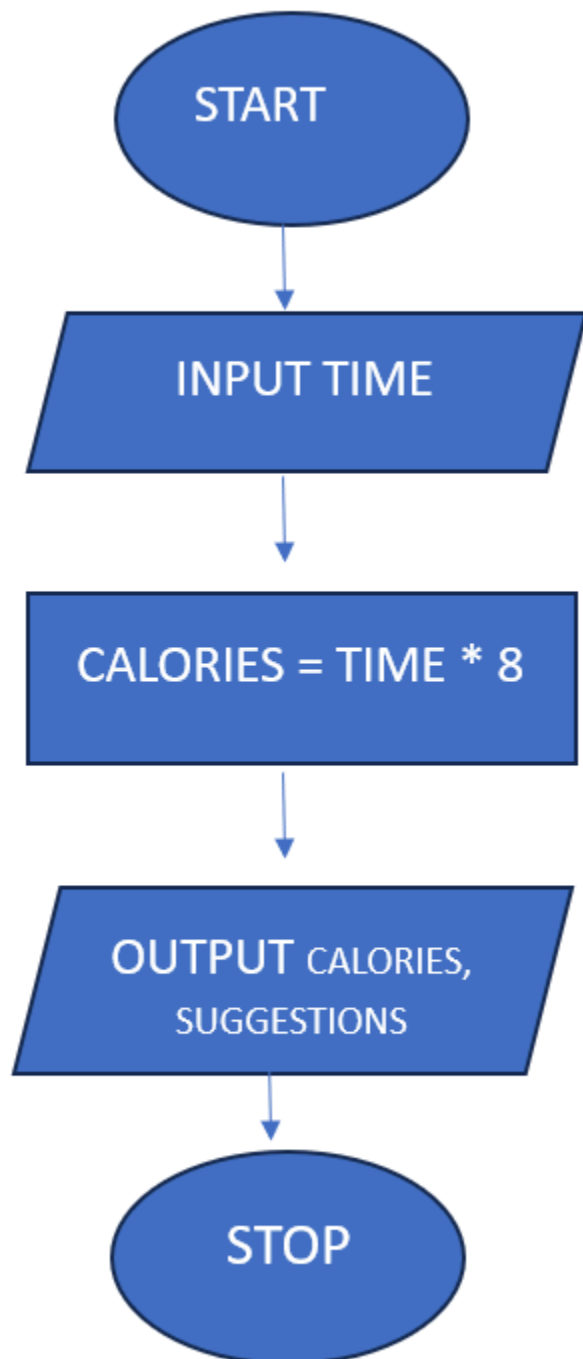 START
INPUT TIME
CALORIES = TIME * 8
OUTPUT CALORIES,
SUGGESTIONS
STOP